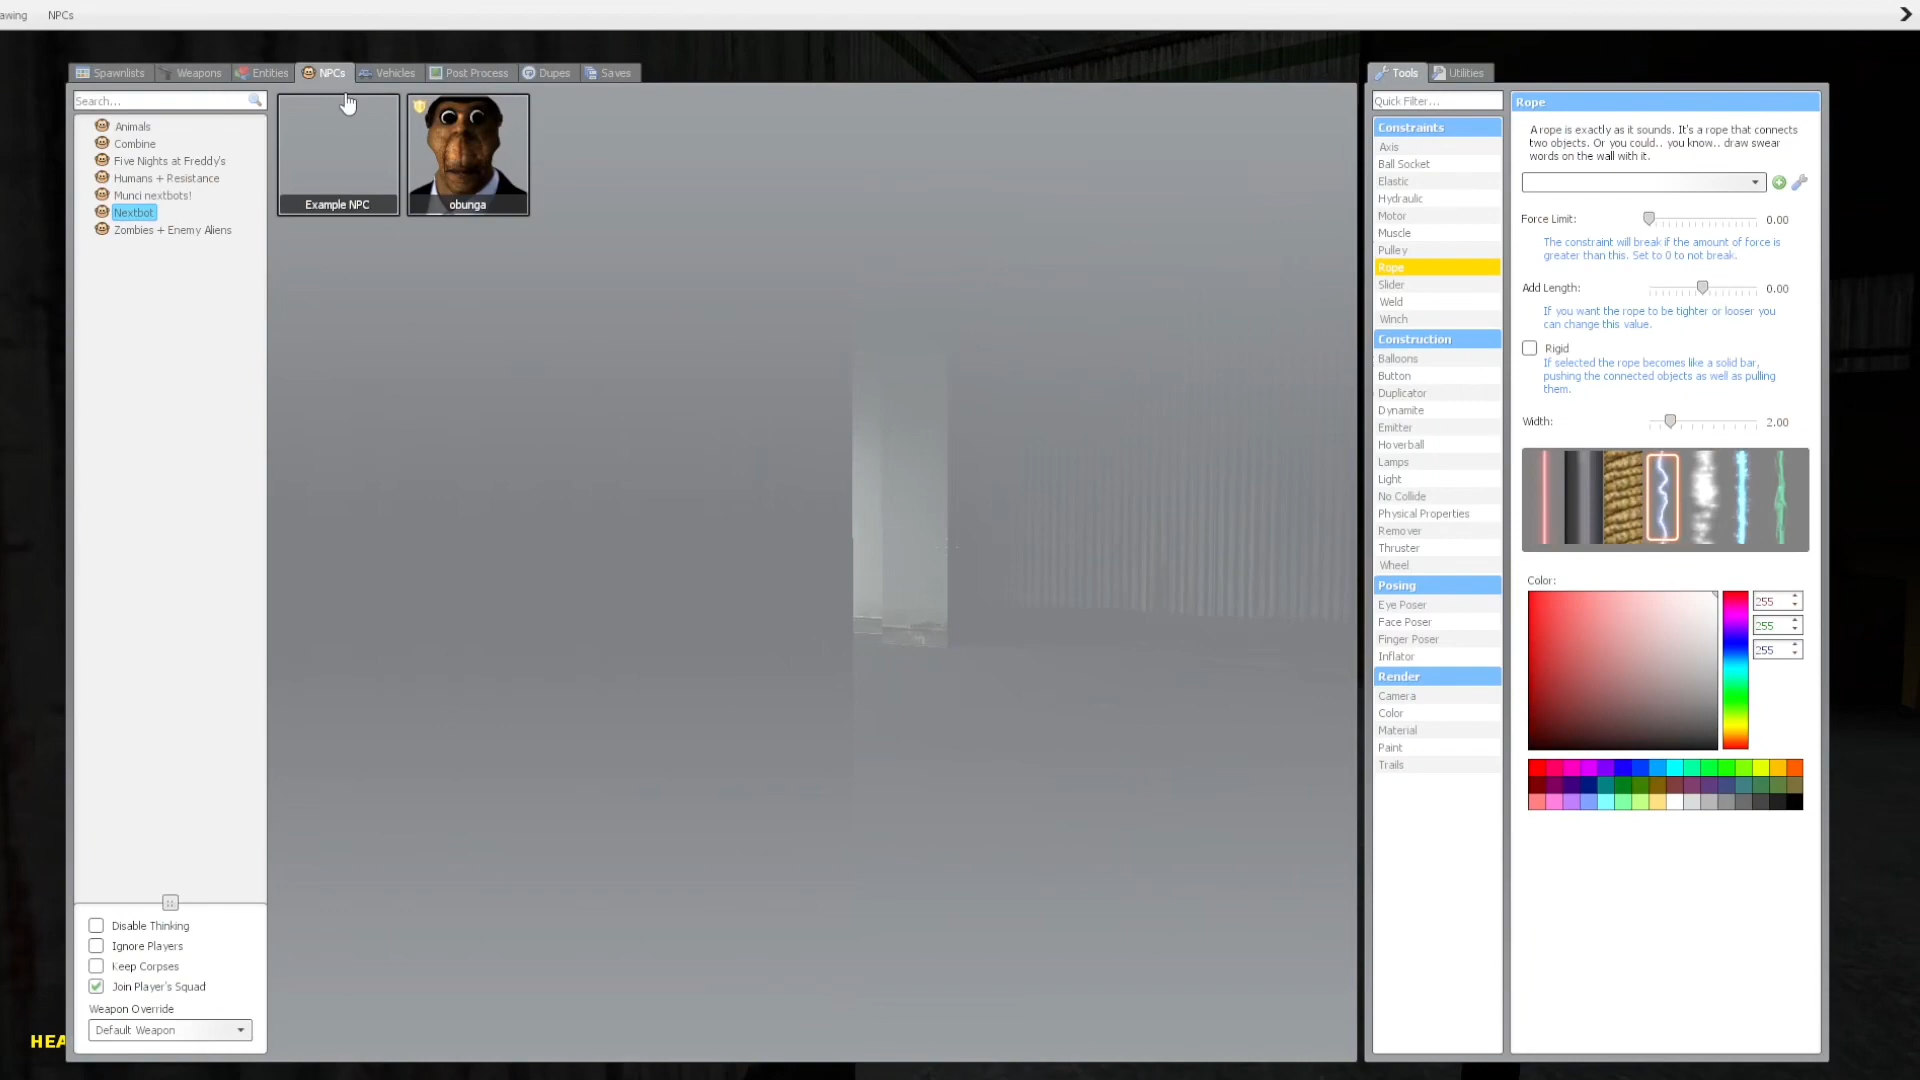 awing NPCs
Spawnlists Weapons Entities NPCs Vehicles Post Process Dupes Saves
Search...
Animals
Combine
Five Nights at Freddy's
Humans + Resistance
Munci nextbots!
Nextbot
Zombies + Enemy Aliens
Example NPC
obunga
Disable Thinking
Ignore Players
Keep Corpses
Join Player's Squad
Weapon Override
Default Weapon
HEA
Tools Utilities
Quick Filter...
Constraints
Axis
Ball Socket
Elastic
Hydraulic
Motor
Muscle
Pulley
Rope
Slider
Weld
Winch
Construction
Balloons
Button
Duplicator
Dynamite
Emitter
Hoverball
Lamps
Light
No Collide
Physical Properties
Remover
Thruster
Wheel
Posing
Eye Poser
Face Poser
Finger Poser
Inflator
Render
Camera
Color
Material
Paint
Trails
Rope
A rope is exactly as it sounds. It's a rope that connects
two objects. Or you could.. you know.. draw swear
words on the wall with it.
Force Limit: 0.00
The constraint will break if the amount of force is
greater than this. Set to 0 to not break.
Add Length: 0.00
If you want the rope to be tighter or looser you
can change this value.
Rigid
If selected the rope becomes like a solid bar,
pushing the connected objects as well as pulling
them.
Width: 2.00
Color:
255
255
255